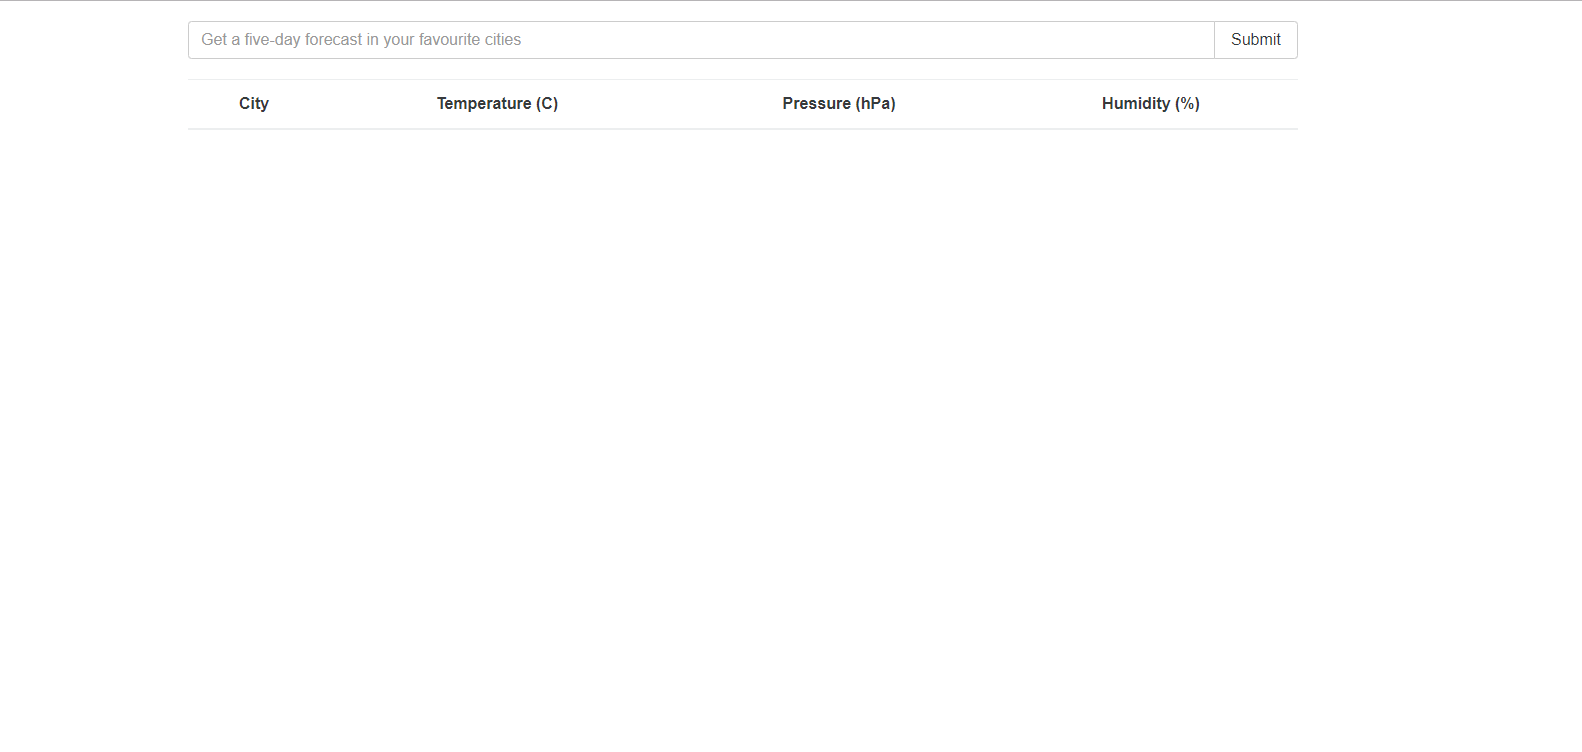 Get a five-day forecast in your favourite cities Submit
City Temperature (C) Pressure (hPa) Humidity (%)